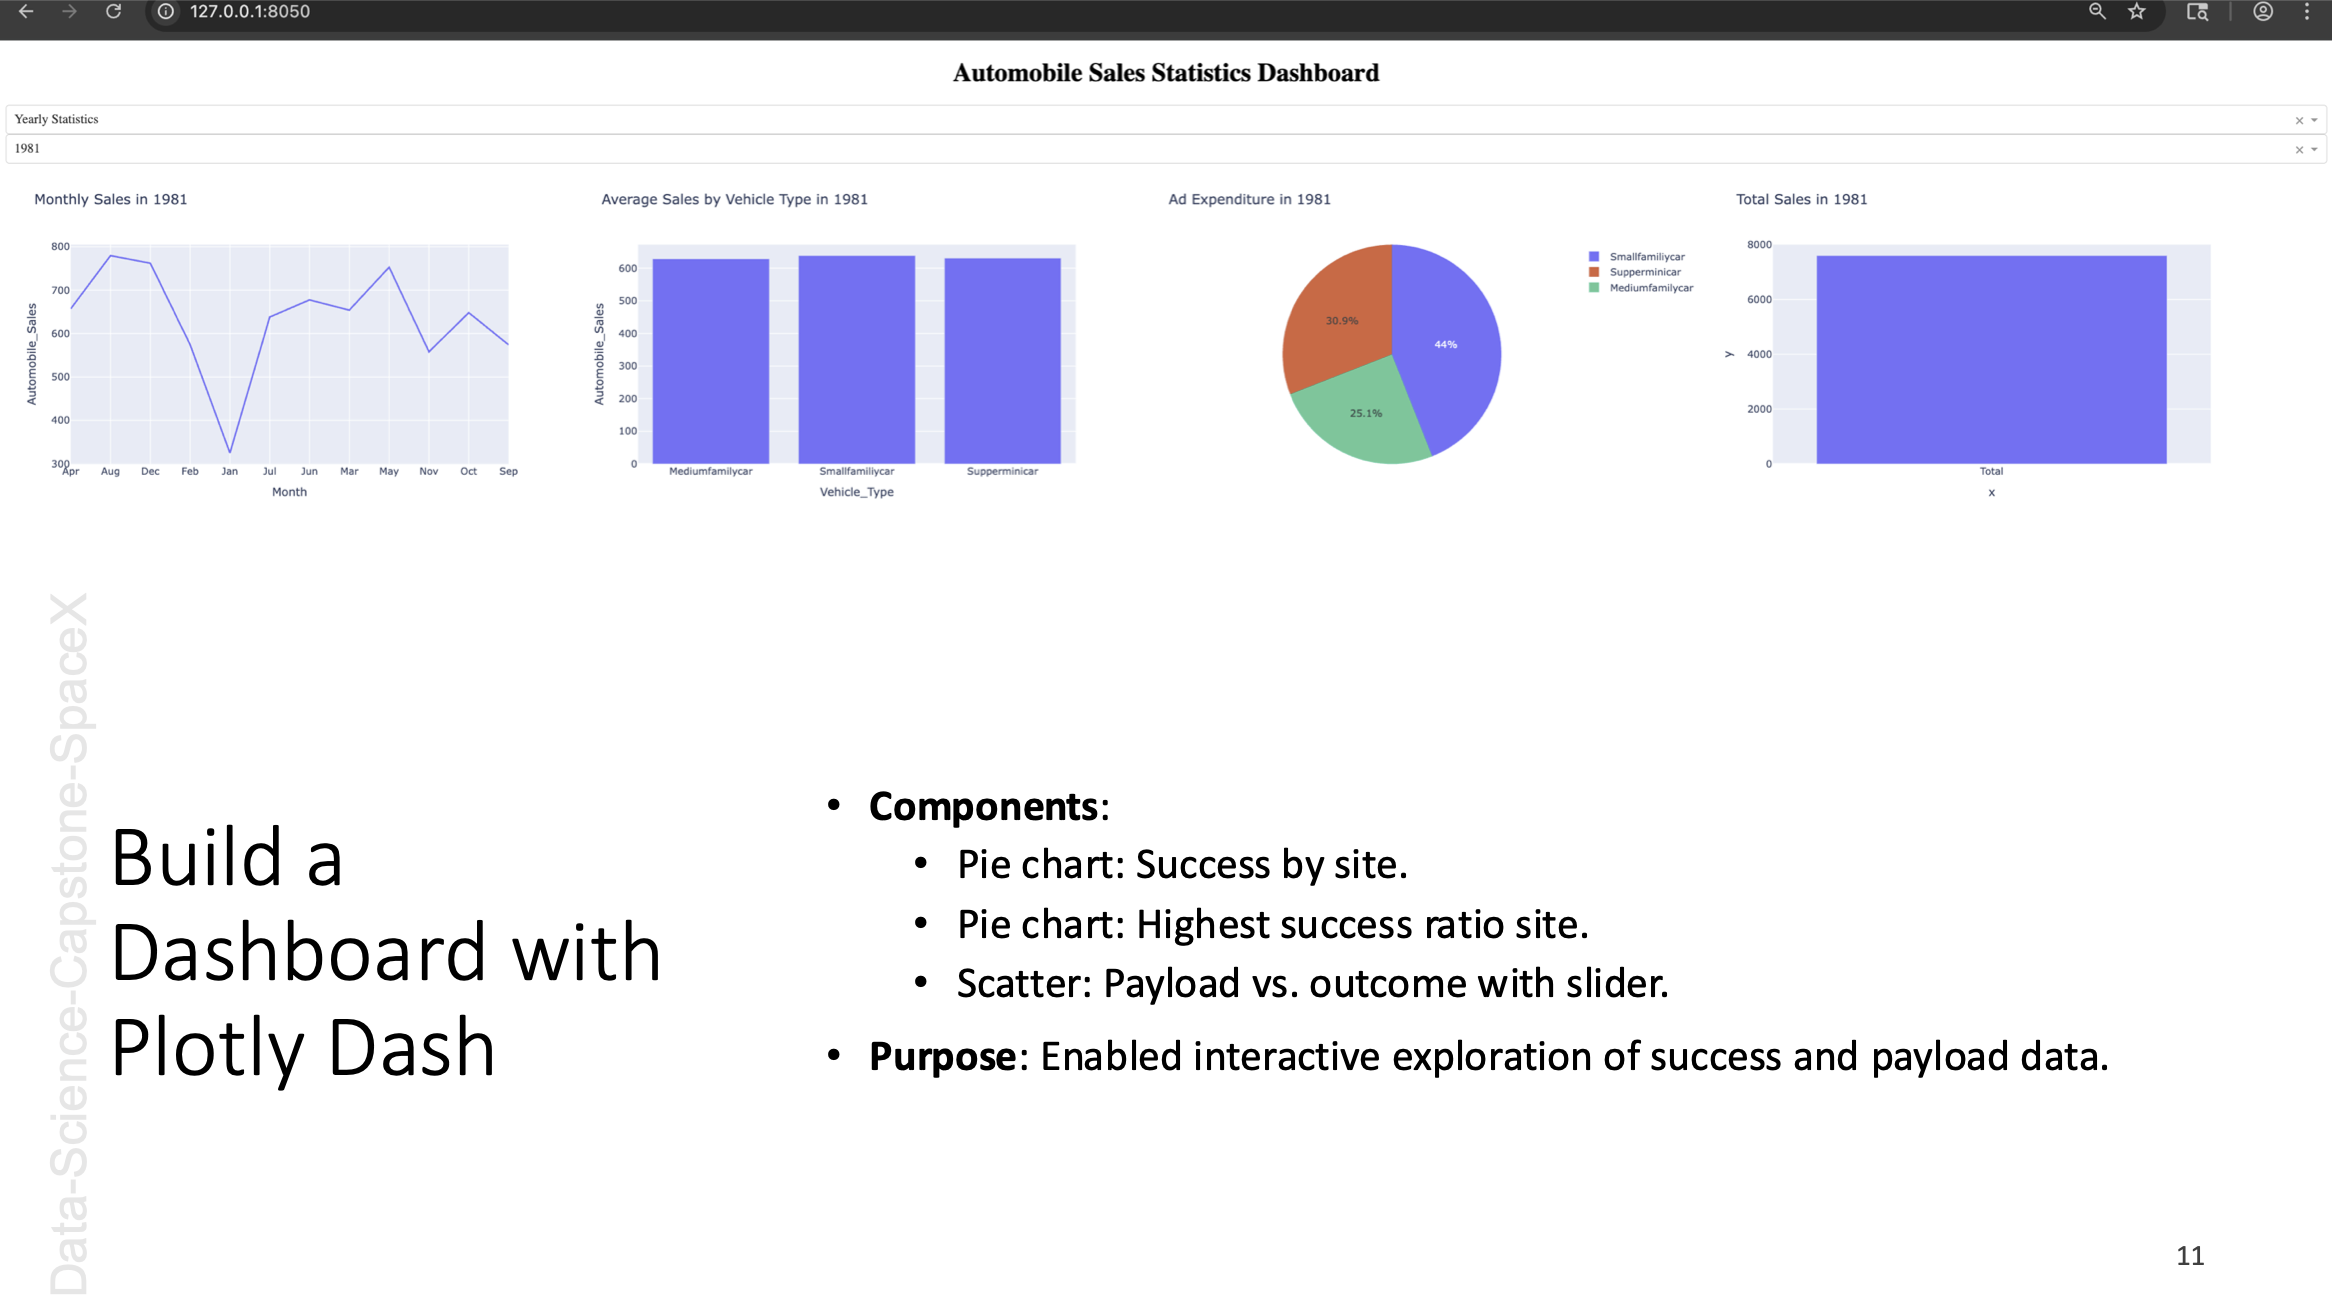 127.0.0.1:8050
Automobile Sales Statistics Dashboard
Yearly Statistics
1981
Monthly Sales in 1981
Automobile_Sales
800
700
600
500
400
300
Apr Aug Dec Feb Jan Jul Jun Mar May Nov Oct Sep
Month
Average Sales by Vehicle Type in 1981
Automobile_Sales
600
500
400
300
200
100
0
Mediumfamilycar Smallfamiliycar Supperminicar
Vehicle_Type
Ad Expenditure in 1981
30.9%
44%
25.1%
Smallfamiliycar
Supperminicar
Mediumfamilycar
Total Sales in 1981
y
8000
6000
4000
2000
0
Total
x
Data-Science-Capstone-SpaceX
Build a
Dashboard with
Plotly Dash
• Components:
• Pie chart: Success by site.
• Pie chart: Highest success ratio site.
• Scatter: Payload vs. outcome with slider.
• Purpose: Enabled interactive exploration of success and payload data.
11